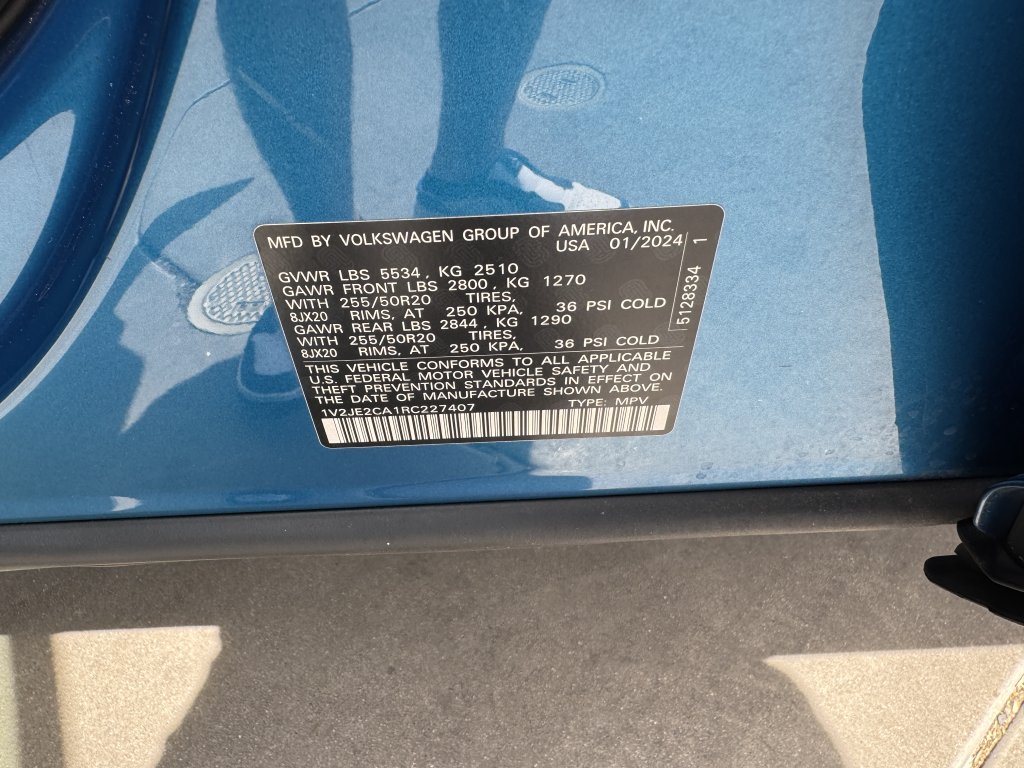 MFD BY VOLKSWAGEN GROUP OF AMERICA, INC.
USA 01/2024
GVWR LBS 5534, KG 2510
GAWR FRONT LBS 2800, KG 1270
WITH 255/50R20 TIRES,
8JX20 RIMS, AT 250 KPA, 36 PSI COLD
GAWR REAR LBS 2844, KG 1290
WITH 255/50R20 TIRES,
8JX20 RIMS, AT 250 KPA, 36 PSI COLD
THIS VEHICLE CONFORMS TO ALL APPLICABLE
U.S. FEDERAL MOTOR VEHICLE SAFETY AND
THEFT PREVENTION STANDARDS IN EFFECT ON
THE DATE OF MANUFACTURE SHOWN ABOVE.
1V2JE2CA1RC227407 TYPE: MPV
5128334 1